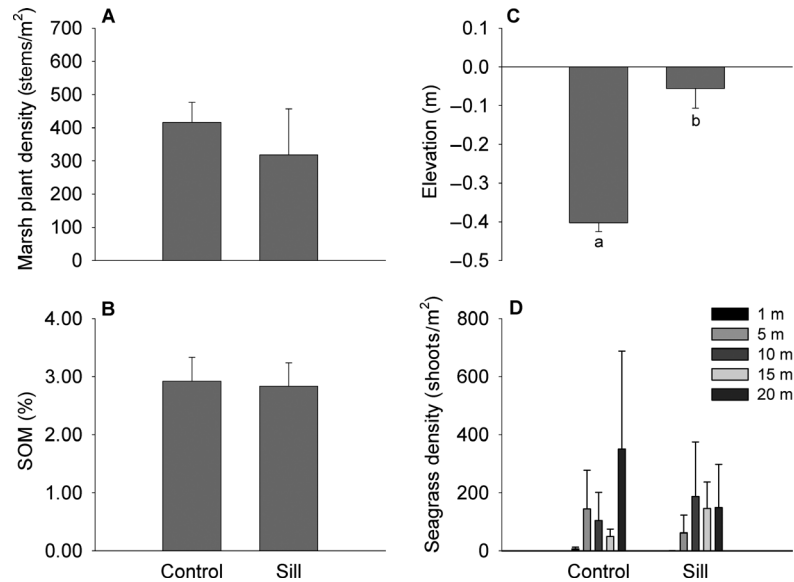 A
Marsh plant density (stems/m²)
700
600
500
400
300
200
100
0
B
SOM (%)
4.00
3.00
2.00
1.00
0.00
Control Sill
C
Elevation (m)
0.1
0.0
–0.1
–0.2
–0.3
–0.4
–0.5
a
b
D
Seagrass density (shoots/m²)
800
600
400
200
0
1 m
5 m
10 m
15 m
20 m
Control Sill